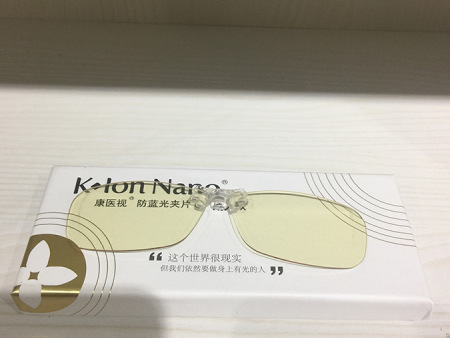 K·Ion Nano®
康医视® 防蓝光夹片
“ 这个世界很现实
但我们依然要做身上有光的人 ”